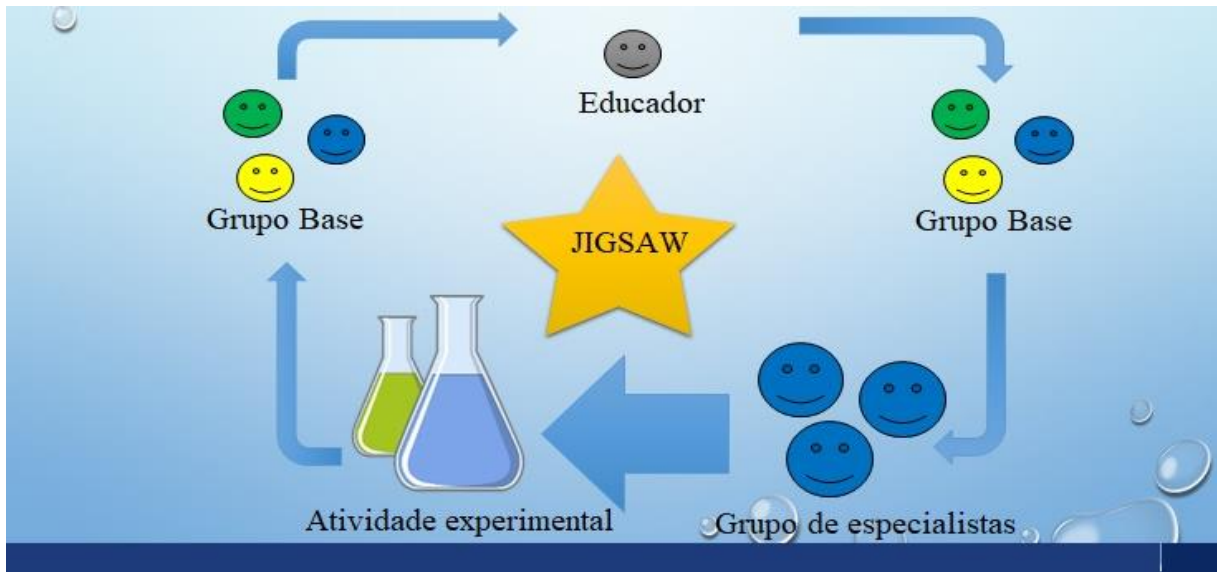 Educador
Grupo Base
Grupo Base
JIGSAW
Atividade experimental
Grupo de especialistas